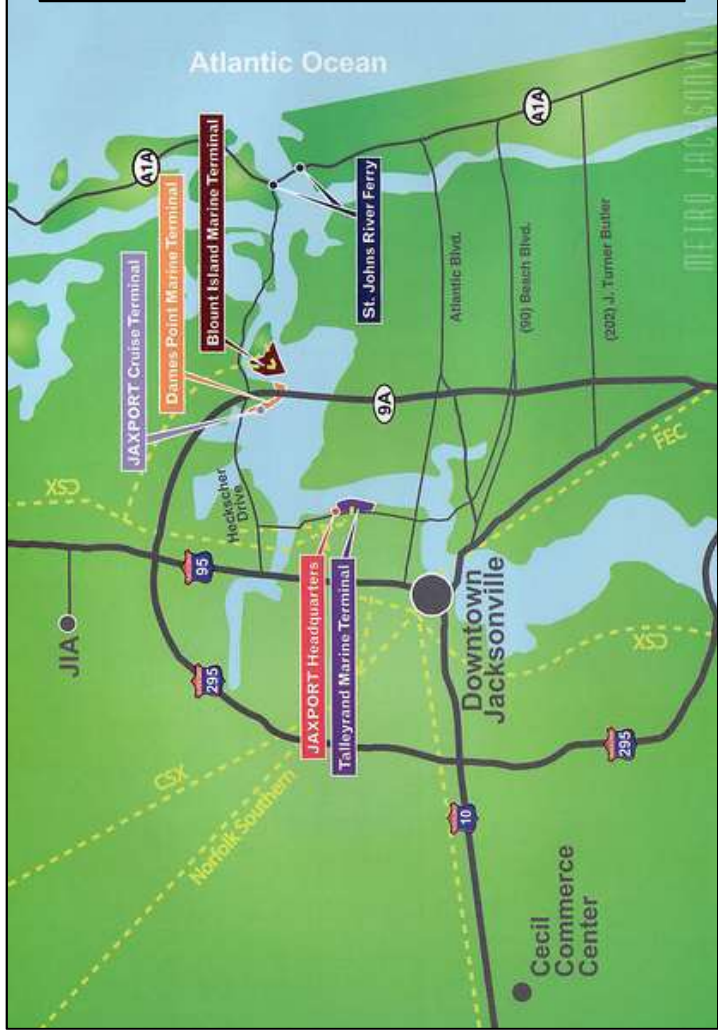 METRO JACKSONVILLE
Atlantic Ocean
A1A
A1A
JAXPORT Cruise Terminal
Dames Point Marine Terminal
Blount Island Marine Terminal
St. Johns River Ferry
Atlantic Blvd.
(90) Beach Blvd.
(202) J. Turner Butler
9A
CSX
Heckscher
Drive
FEC
95
JIA
JAXPORT Headquarters
Talleyrand Marine Terminal
Downtown
Jacksonville
295
CSX
CSX
Norfolk Southern
295
10
Cecil
Commerce
Center